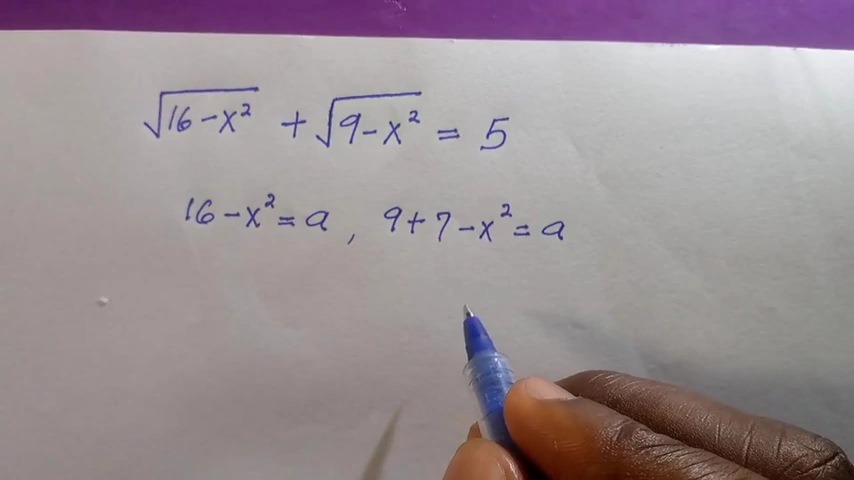 √16-x² + √9-x² = 5
16-x² = a, 9+7-x² = a